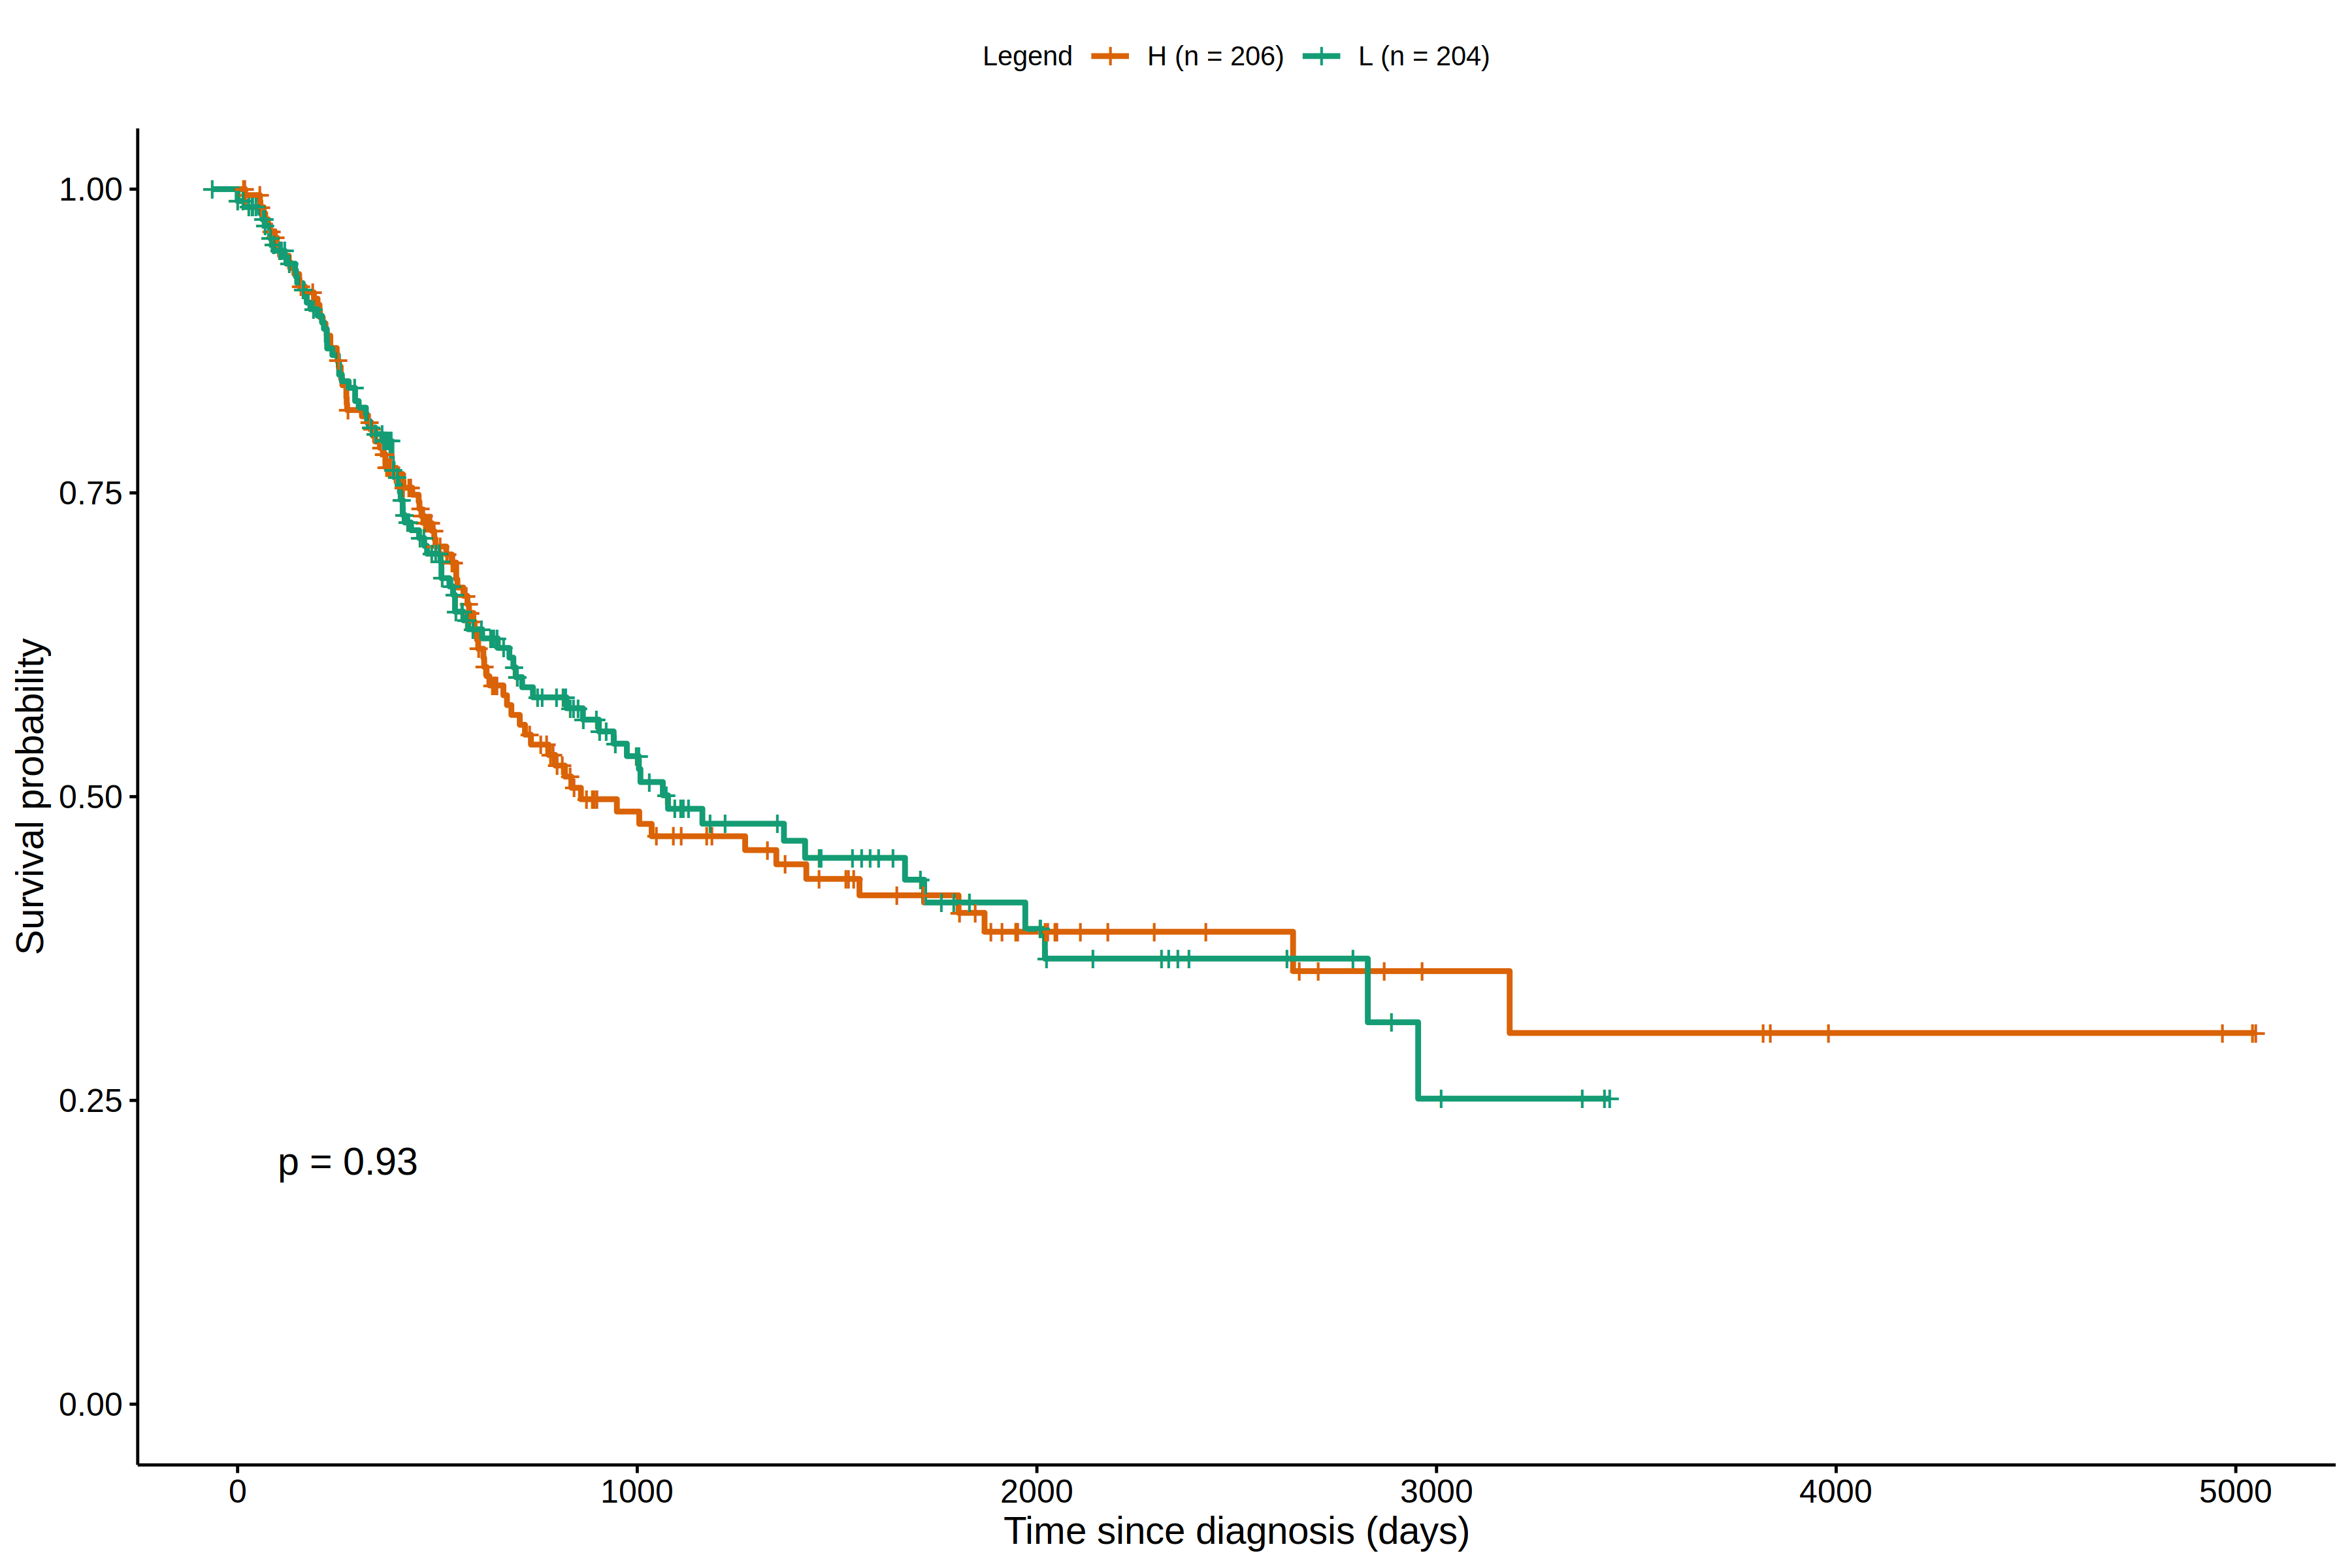 Legend H (n = 206) L (n = 204)
Survival probability
1.00
0.75
0.50
0.25
0.00
p = 0.93
0 1000 2000 3000 4000 5000
Time since diagnosis (days)